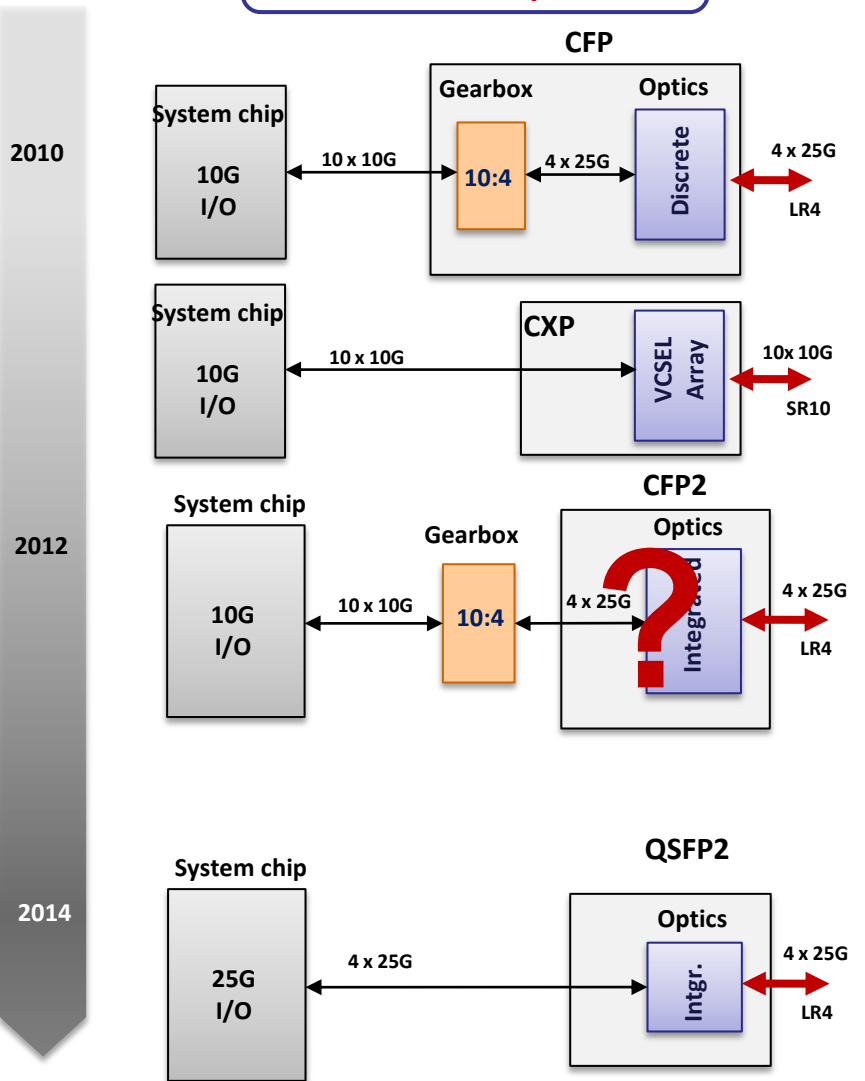 CFP
Gearbox
Optics
System chip
2010
10G
I/O
10 x 10G
10:4
4 x 25G
Discrete
4 x 25G
LR4
System chip
CXP
10G
I/O
10 x 10G
VCSEL
Array
10x 10G
SR10
CFP2
System chip
Optics
Gearbox
2012
10G
I/O
10 x 10G
10:4
4 x 25G
?
Integrated
4 x 25G
LR4
QSFP2
System chip
2014
Optics
25G
I/O
4 x 25G
Intgr.
4 x 25G
LR4